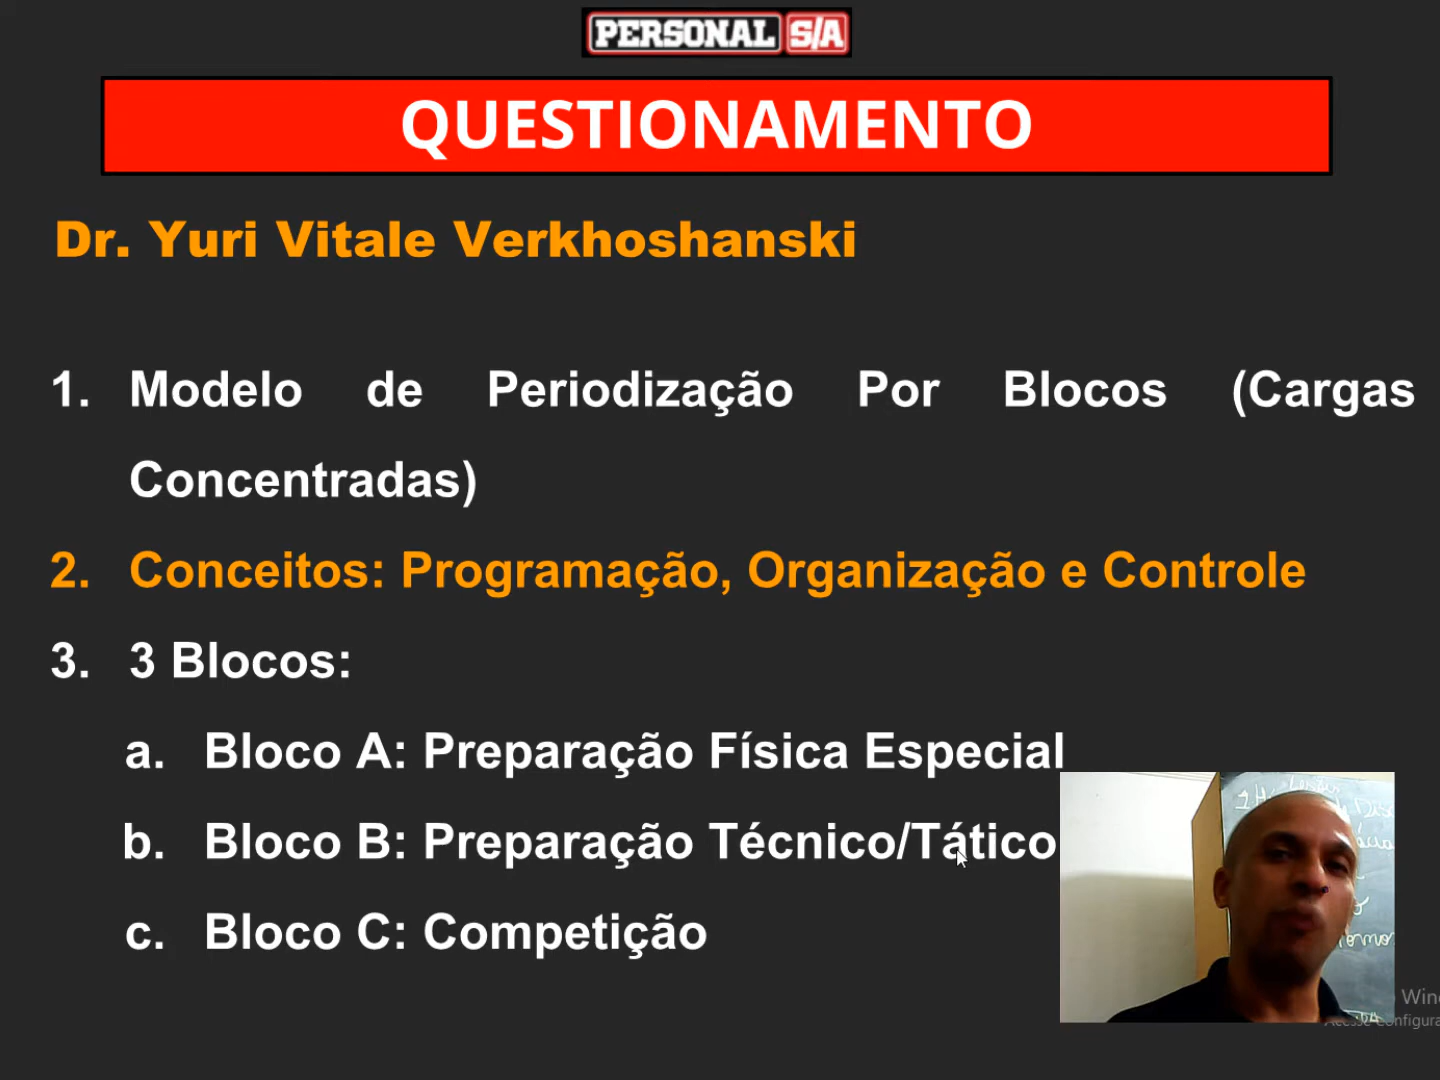 PERSONAL S/A
QUESTIONAMENTO
Dr. Yuri Vitale Verkhoshanski
1. Modelo de Periodização Por Blocos (Cargas
Concentradas)
2. Conceitos: Programação, Organização e Controle
3. 3 Blocos:
a. Bloco A: Preparação Física Especial
b. Bloco B: Preparação Técnico/Tático
c. Bloco C: Competição